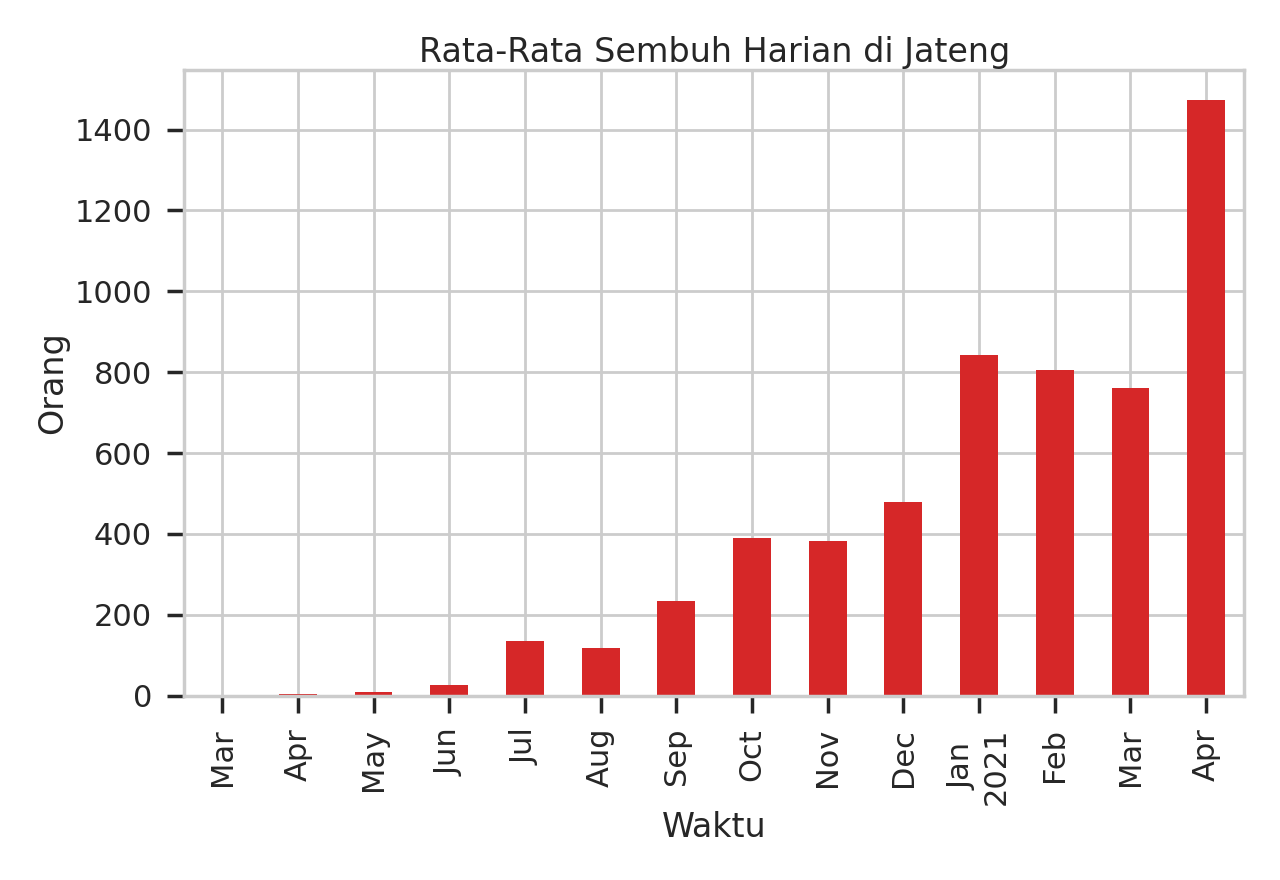 Rata-Rata Sembuh Harian di Jateng
1400
1200
1000
800
600
400
200
0
Orang
Mar
Apr
May
Jun
Jul
Aug
Sep
Oct
Nov
Dec
Jan
2021
Feb
Mar
Apr
Waktu